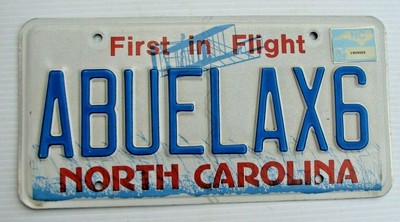 First in Flight
ABUELAX6
NORTH CAROLINA